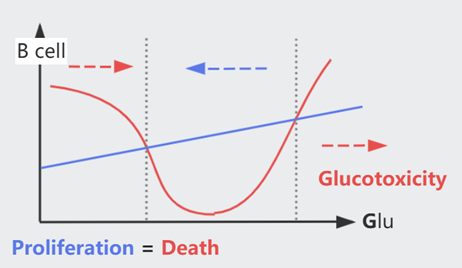 B cell
Glucotoxicity
Glu
Proliferation = Death